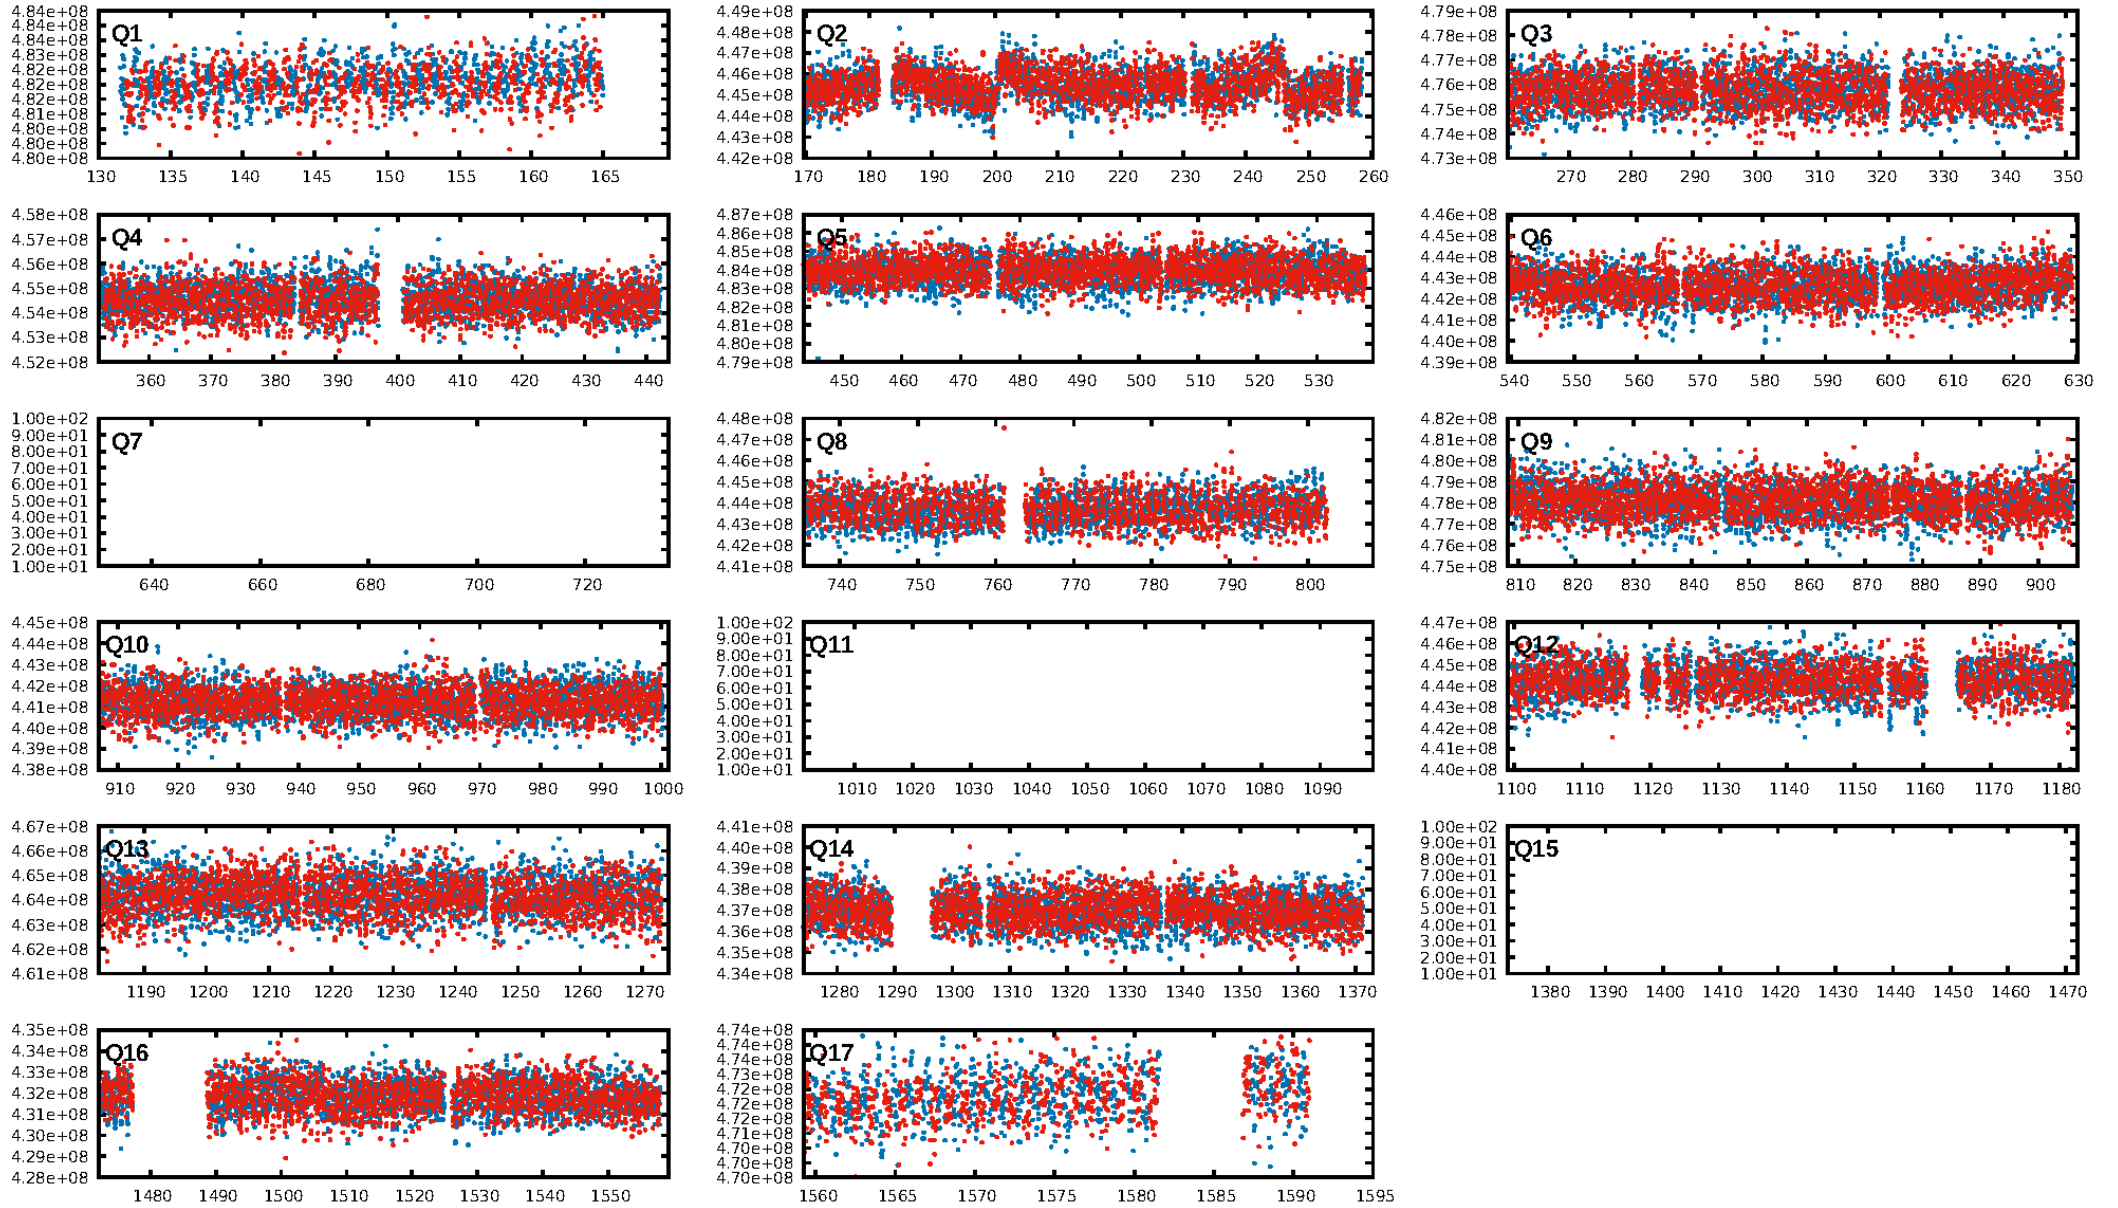 Q1
4.84e+08
4.84e+08
4.84e+08
4.83e+08
4.82e+08
4.82e+08
4.82e+08
4.81e+08
4.80e+08
4.80e+08
4.80e+08
130 135 140 145 150 155 160 165
Q2
4.49e+08
4.48e+08
4.47e+08
4.46e+08
4.45e+08
4.44e+08
4.43e+08
4.42e+08
170 180 190 200 210 220 230 240 250 260
Q3
4.79e+08
4.78e+08
4.77e+08
4.76e+08
4.75e+08
4.74e+08
4.73e+08
270 280 290 300 310 320 330 340 350
Q4
4.58e+08
4.57e+08
4.56e+08
4.55e+08
4.54e+08
4.53e+08
4.52e+08
360 370 380 390 400 410 420 430 440
Q5
4.87e+08
4.86e+08
4.85e+08
4.84e+08
4.83e+08
4.82e+08
4.81e+08
4.80e+08
4.79e+08
450 460 470 480 490 500 510 520 530
Q6
4.46e+08
4.45e+08
4.44e+08
4.43e+08
4.42e+08
4.41e+08
4.40e+08
4.39e+08
540 550 560 570 580 590 600 610 620 630
Q7
1.00e+02
9.00e+01
8.00e+01
7.00e+01
6.00e+01
5.00e+01
4.00e+01
3.00e+01
2.00e+01
1.00e+01
640 660 680 700 720
Q8
4.48e+08
4.47e+08
4.46e+08
4.45e+08
4.44e+08
4.43e+08
4.42e+08
4.41e+08
740 750 760 770 780 790 800
Q9
4.82e+08
4.81e+08
4.80e+08
4.79e+08
4.78e+08
4.77e+08
4.76e+08
4.75e+08
810 820 830 840 850 860 870 880 890 900
Q10
4.45e+08
4.44e+08
4.43e+08
4.42e+08
4.41e+08
4.40e+08
4.39e+08
4.38e+08
910 920 930 940 950 960 970 980 990 1000
Q11
1.00e+02
9.00e+01
8.00e+01
7.00e+01
6.00e+01
5.00e+01
4.00e+01
3.00e+01
2.00e+01
1.00e+01
1010 1020 1030 1040 1050 1060 1070 1080 1090
Q12
4.47e+08
4.46e+08
4.45e+08
4.44e+08
4.43e+08
4.42e+08
4.41e+08
4.40e+08
1100 1110 1120 1130 1140 1150 1160 1170 1180
Q13
4.67e+08
4.66e+08
4.65e+08
4.64e+08
4.63e+08
4.62e+08
4.61e+08
1190 1200 1210 1220 1230 1240 1250 1260 1270
Q14
4.41e+08
4.40e+08
4.39e+08
4.38e+08
4.37e+08
4.36e+08
4.35e+08
4.34e+08
1280 1290 1300 1310 1320 1330 1340 1350 1360 1370
Q15
1.00e+02
9.00e+01
8.00e+01
7.00e+01
6.00e+01
5.00e+01
4.00e+01
3.00e+01
2.00e+01
1.00e+01
1380 1390 1400 1410 1420 1430 1440 1450 1460 1470
Q16
4.35e+08
4.34e+08
4.33e+08
4.32e+08
4.31e+08
4.30e+08
4.29e+08
4.28e+08
1480 1490 1500 1510 1520 1530 1540 1550
Q17
4.74e+08
4.74e+08
4.74e+08
4.73e+08
4.72e+08
4.72e+08
4.72e+08
4.71e+08
4.70e+08
4.70e+08
4.70e+08
1560 1565 1570 1575 1580 1585 1590 1595